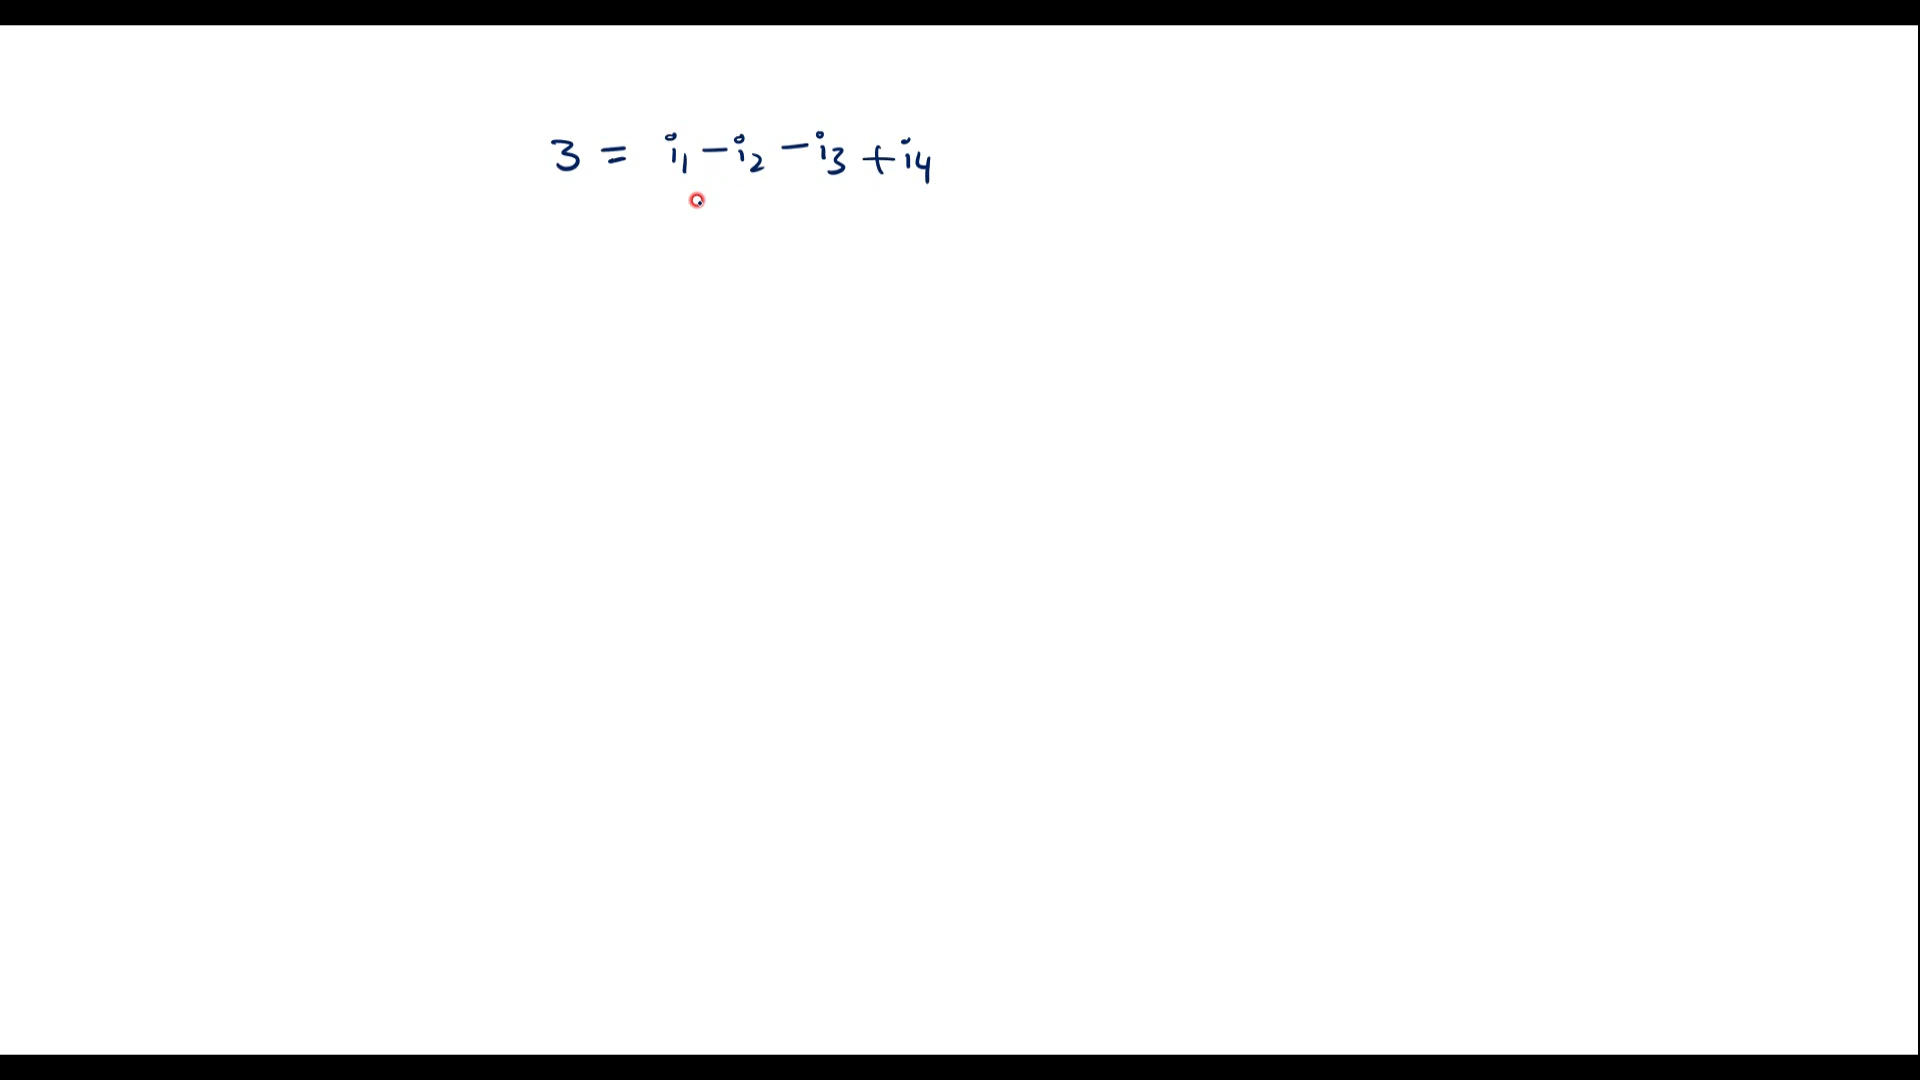 3 = i₁ - i₂ - i₃ + i₄